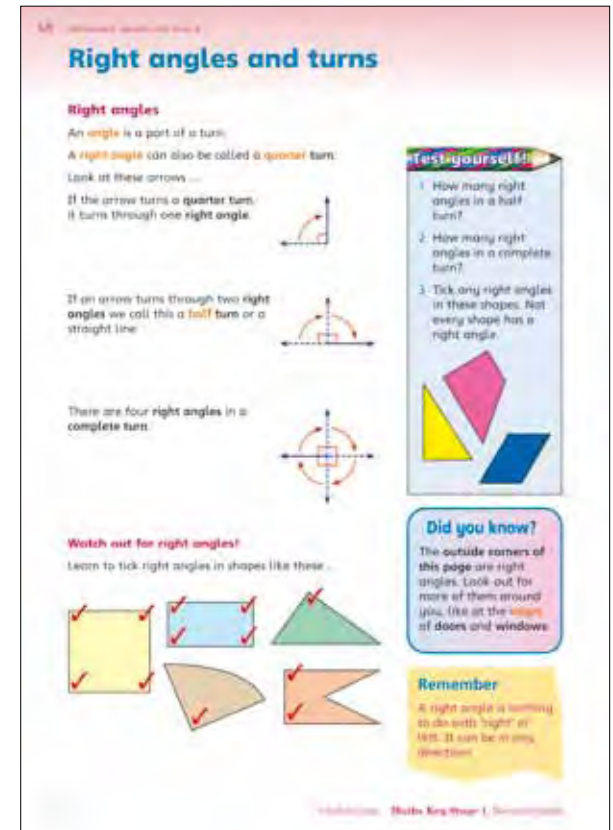 Right angles and turns
Right angles
An angle is a part of a turn.
A right angle can also be called a quarter turn.
Look at these arrows ...
If the arrow turns a quarter turn,
it turns through one right angle.
If an arrow turns through two right
angles we call this a half turn or a
straight line.
There are four right angles in a
complete turn.
Watch out for right angles!
Learn to tick right angles in shapes like these ...
Test yourself!
1 How many right
angles in a half
turn?
2 How many right
angles in a complete
turn?
3 Tick any right angles
in these shapes. Not
every shape has a
right angle.
Did you know?
The outside corners of
this page are right
angles. Look out for
more of them around
you, like at the
of doors and windows.
Remember
A right angle is nothing
to do with 'right' or
left. It can be in any
direction!
Maths Key Stage 1